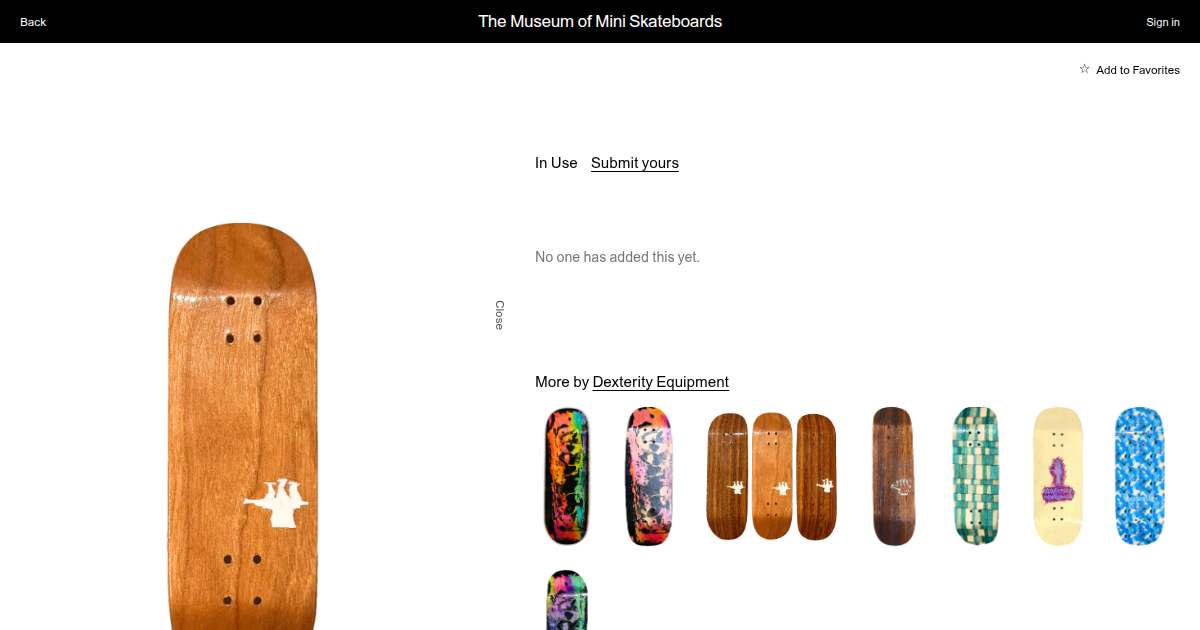 Back
The Museum of Mini Skateboards
Sign in
☆ Add to Favorites
In Use Submit yours
No one has added this yet.
Close
More by Dexterity Equipment